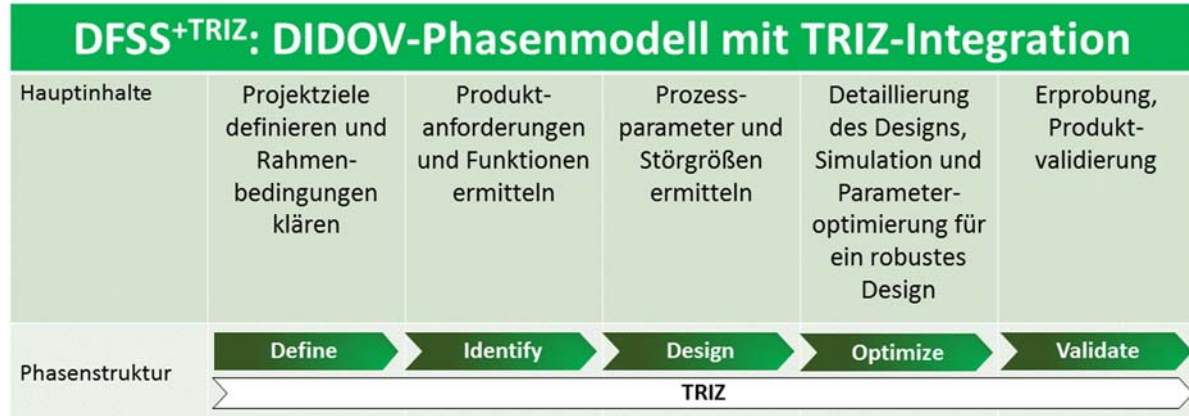 DFSS+TRIZ: DIDOV-Phasenmodell mit TRIZ-Integration
Hauptinhalte
Projektziele
definieren und
Rahmen-
bedingungen
klären
Produkt-
anforderungen
und Funktionen
ermitteln
Prozess-
parameter und
Störgrößen
ermitteln
Detaillierung
des Designs,
Simulation und
Parameter-
optimierung für
ein robustes
Design
Erprobung,
Produkt-
validierung
Phasenstruktur
Define
Identify
Design
Optimize
Validate
TRIZ